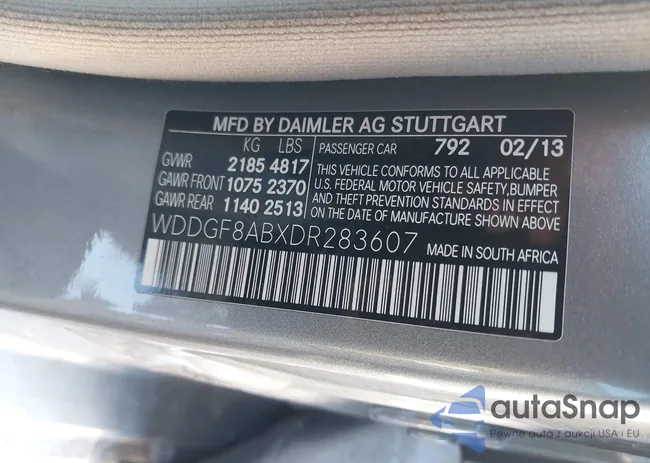 MFD BY DAIMLER AG STUTTGART
KG LBS PASSENGER CAR 792 02/13
GVWR 2185 4817
GAWR FRONT 1075 2370
GAWR REAR 1140 2513
THIS VEHICLE CONFORMS TO ALL APPLICABLE
U.S. FEDERAL MOTOR VEHICLE SAFETY,BUMPER
AND THEFT PREVENTION STANDARDS IN EFFECT
ON THE DATE OF MANUFACTURE SHOWN ABOVE
WDDGF8ABXDR283607 MADE IN SOUTH AFRICA
autaSnap
Pewne auta z aukcji USA i EU